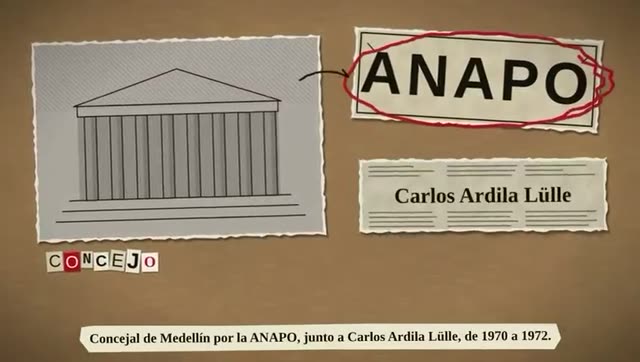 ANAPO
Carlos Ardila Lülle
CONCEJO
Concejal de Medellín por la ANAPO, junto a Carlos Ardila Lülle, de 1970 a 1972.